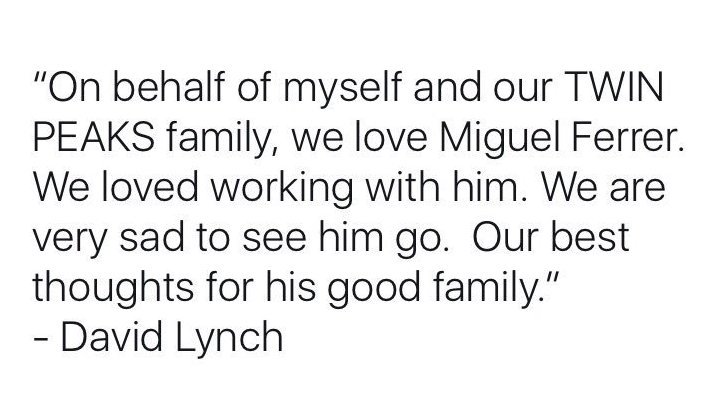 “On behalf of myself and our TWIN
PEAKS family, we love Miguel Ferrer.
We loved working with him. We are
very sad to see him go.  Our best
thoughts for his good family.”
- David Lynch